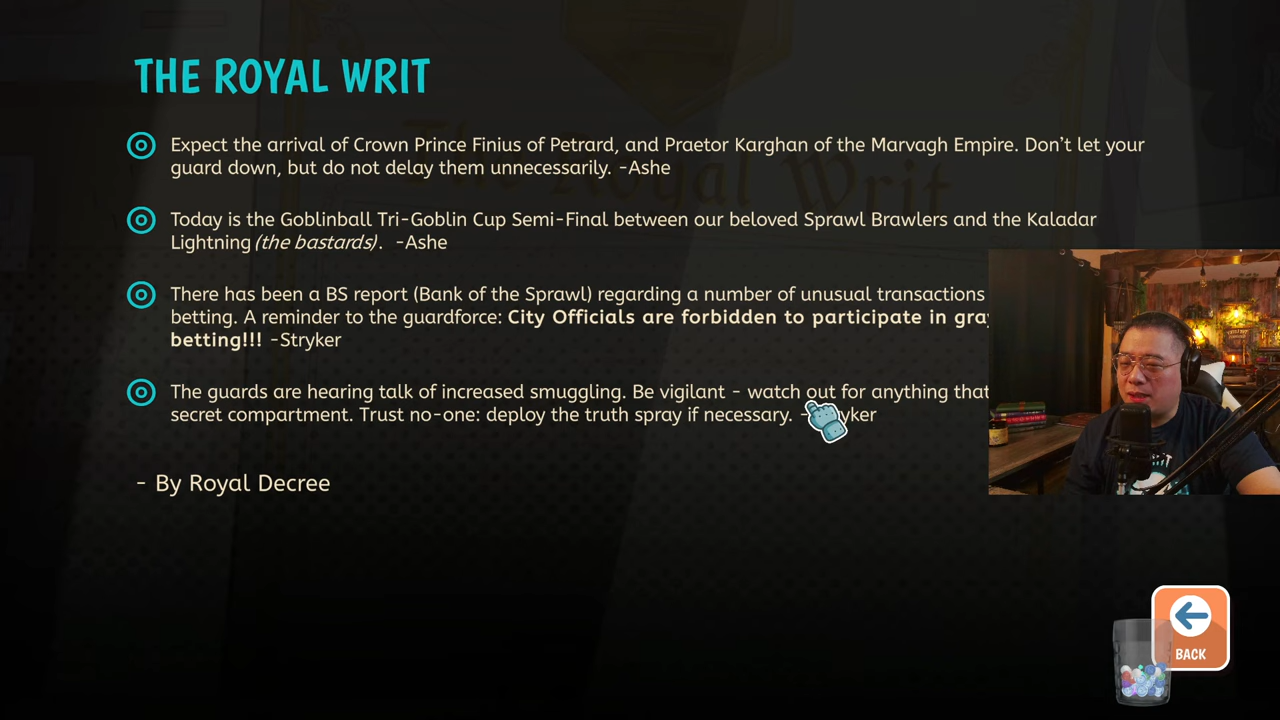 THE ROYAL WRIT
Expect the arrival of Crown Prince Finius of Petrard, and Praetor Karghan of the Marvagh Empire. Don't let your
guard down, but do not delay them unnecessarily. -Ashe
Today is the Goblinball Tri-Goblin Cup Semi-Final between our beloved Sprawl Brawlers and the Kaladar
Lightning (the bastards). -Ashe
There has been a BS report (Bank of the Sprawl) regarding a number of unusual transactions
betting. A reminder to the guardforce: City Officials are forbidden to participate in
betting!!! -Stryker
The guards are hearing talk of increased smuggling. Be vigilant - watch out for anything that
secret compartment. Trust no-one: deploy the truth spray if necessary.
- By Royal Decree
BACK